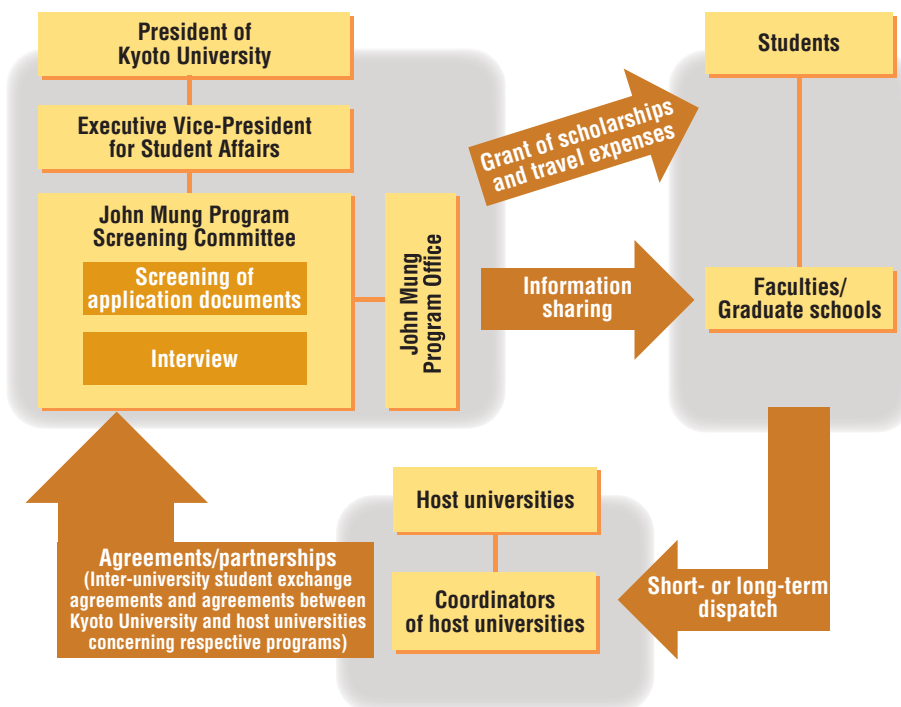 President of
Kyoto University
Executive Vice-President
for Student Affairs
John Mung Program
Screening Committee
Screening of
application documents
Interview
John Mung
Program Office
Grant of scholarships
and travel expenses
Information
sharing
Students
Faculties/
Graduate schools
Short- or long-term
dispatch
Host universities
Coordinators
of host universities
Agreements/partnerships
(Inter-university student exchange
agreements and agreements between
Kyoto University and host universities
concerning respective programs)